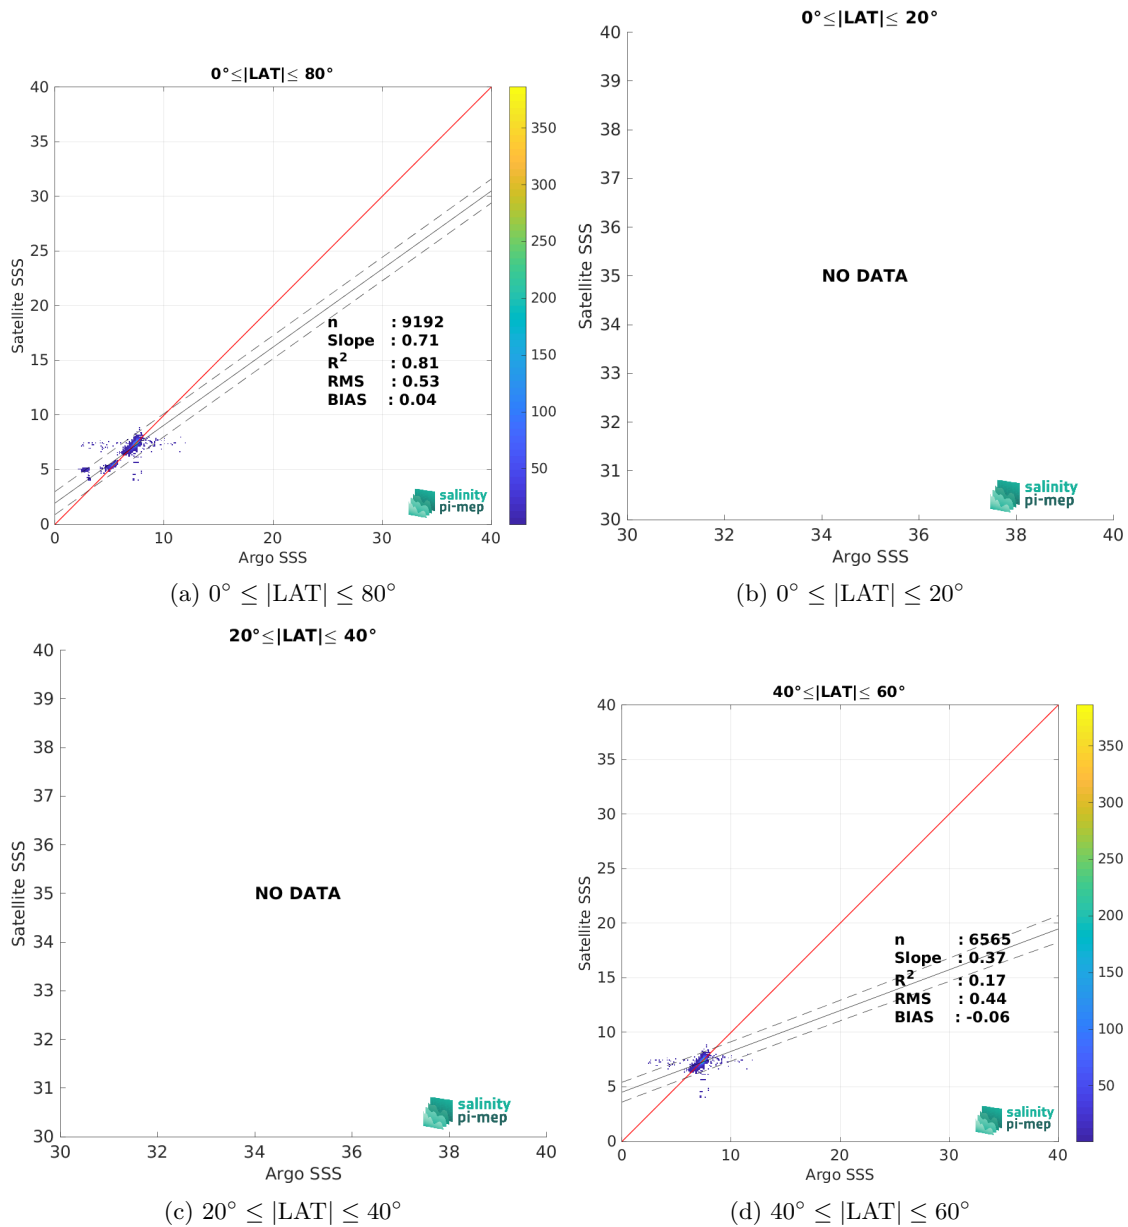 0°≤|LAT|≤ 80°
40
35
30
25
20
15
10
5
0
0
10
20
30
40
Satellite SSS
Argo SSS
n : 9192
Slope : 0.71
R2 : 0.81
RMS : 0.53
BIAS : 0.04
salinity
pi-mep
350
300
250
200
150
100
50
(a) 0° ≤ |LAT| ≤ 80°
0°≤|LAT|≤ 20°
40
39
38
37
36
35
34
33
32
31
30
30
32
34
36
38
40
Satellite SSS
Argo SSS
NO DATA
salinity
pi-mep
(b) 0° ≤ |LAT| ≤ 20°
20°≤|LAT|≤ 40°
40
39
38
37
36
35
34
33
32
31
30
30
32
34
36
38
40
Satellite SSS
Argo SSS
NO DATA
salinity
pi-mep
(c) 20° ≤ |LAT| ≤ 40°
40°≤|LAT|≤ 60°
40
35
30
25
20
15
10
5
0
0
10
20
30
40
Satellite SSS
Argo SSS
n : 6565
Slope : 0.37
R2 : 0.17
RMS : 0.44
BIAS : -0.06
salinity
pi-mep
350
300
250
200
150
100
50
(d) 40° ≤ |LAT| ≤ 60°